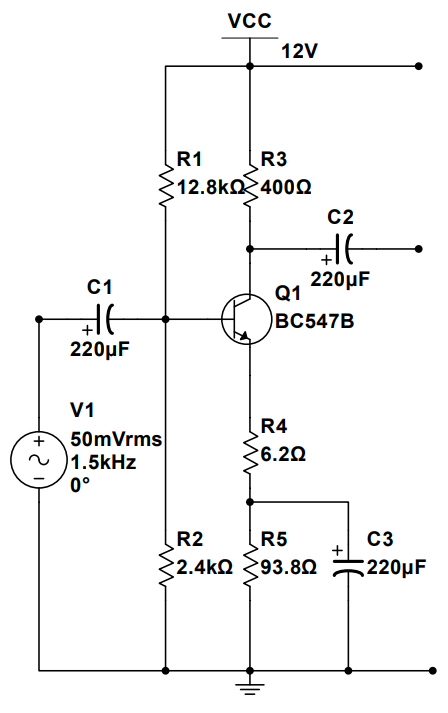 VCC
12V
R1
12.8kΩ
R3
400Ω
C2
220µF
C1
220µF
Q1
BC547B
V1
50mVrms
1.5kHz
0°
R4
6.2Ω
R2
2.4kΩ
R5
93.8Ω
C3
220µF